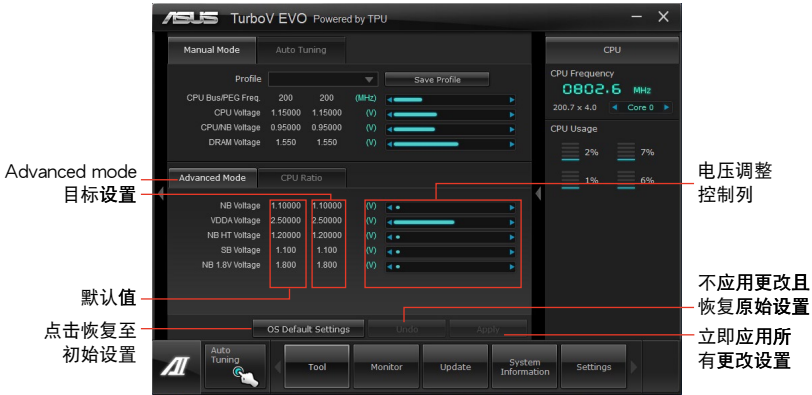 ASUS TurboV EVO Powered by TPU
Manual Mode Auto Tuning
Profile Save Profile
CPU Bus/PEG Freq. 200 200 (MHz)
CPU Voltage 1.15000 1.15000 (V)
CPU/NB Voltage 0.95000 0.95000 (V)
DRAM Voltage 1.550 1.550 (V)
Advanced Mode CPU Ratio
NB Voltage 1.10000 1.10000 (V)
VDDA Voltage 2.50000 2.50000 (V)
NB HT Voltage 1.20000 1.20000 (V)
SB Voltage 1.100 1.100 (V)
NB 1.8V Voltage 1.800 1.800 (V)
OS Default Settings Undo Apply
AI
Auto
Tuning
Tool Monitor Update
System
Information
Settings
CPU
CPU Frequency
0802.6 MHz
200.7 x 4.0 Core 0
CPU Usage
2% 7%
1% 6%
Advanced mode
目标设置
默认值
点击恢复至
初始设置
电压调整
控制列
不应用更改且
恢复原始设置
立即应用所
有更改设置